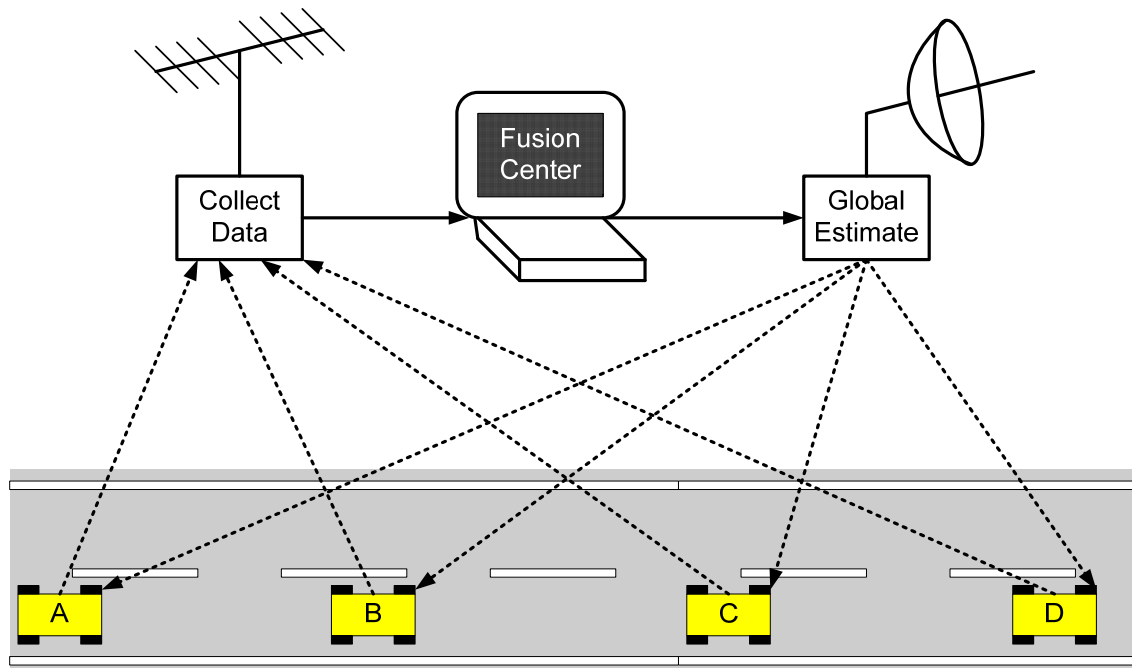 Collect
Data
Fusion
Center
Global
Estimate
A
B
C
D